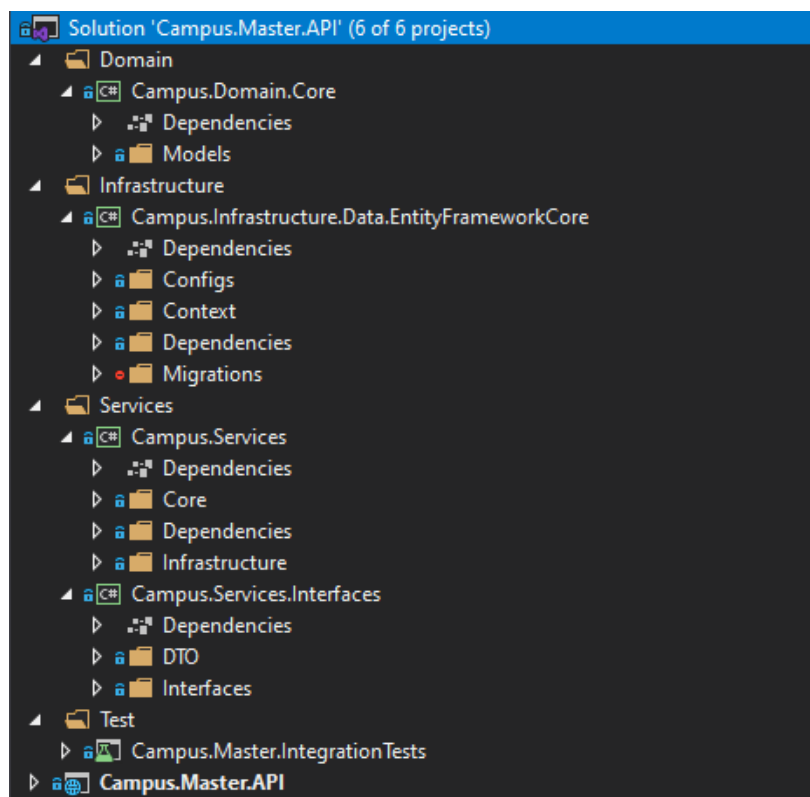 Solution 'Campus.Master.API' (6 of 6 projects)
Domain
C# Campus.Domain.Core
Dependencies
Models
Infrastructure
C# Campus.Infrastructure.Data.EntityFrameworkCore
Dependencies
Configs
Context
Dependencies
Migrations
Services
C# Campus.Services
Dependencies
Core
Dependencies
Infrastructure
C# Campus.Services.Interfaces
Dependencies
DTO
Interfaces
Test
Campus.Master.IntegrationTests
Campus.Master.API